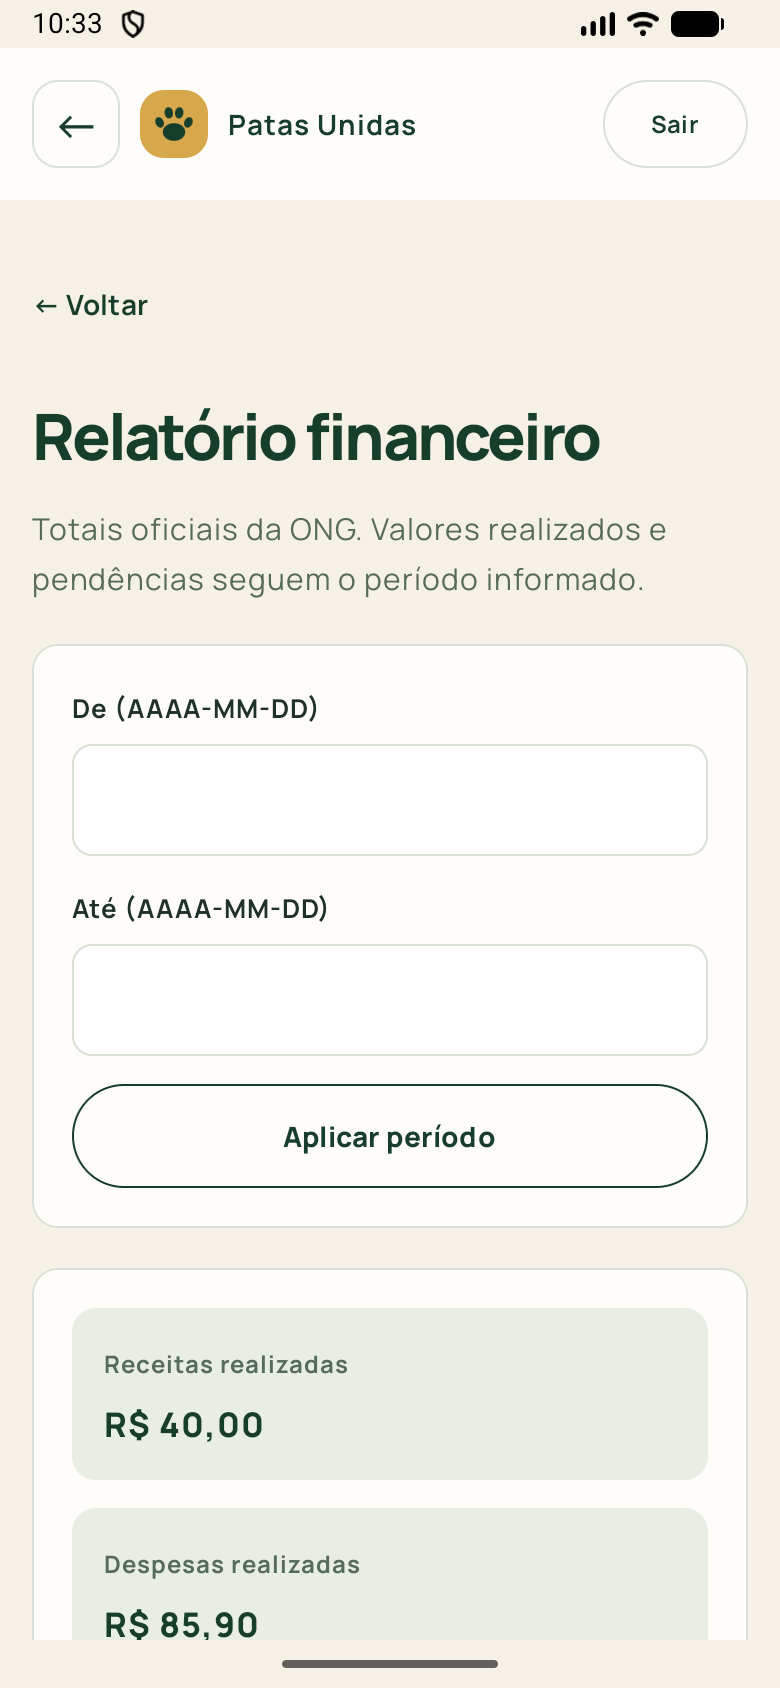 10:33
Patas Unidas
Sair
← Voltar
Relatório financeiro
Totais oficiais da ONG. Valores realizados e
pendências seguem o período informado.
De (AAAA-MM-DD)
Até (AAAA-MM-DD)
Aplicar período
Receitas realizadas
R$ 40,00
Despesas realizadas
R$ 85,90